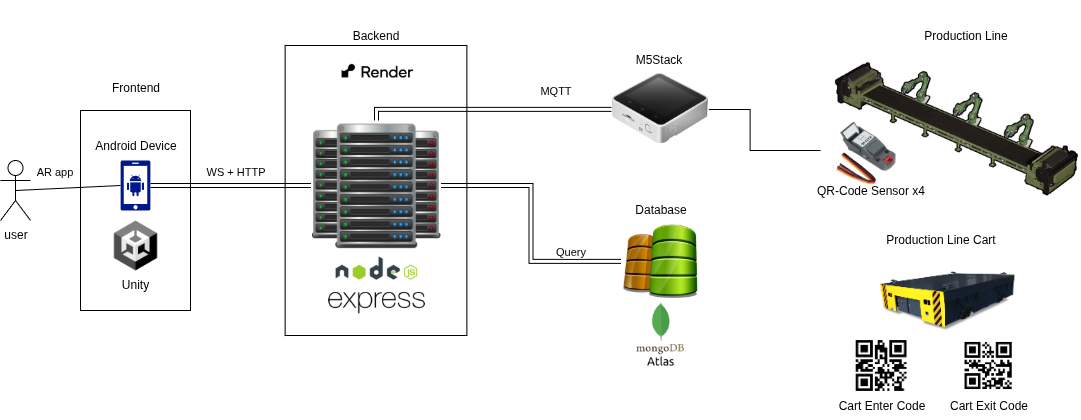 Backend
Production Line
Render
M5Stack
Frontend
MQTT
Android Device
AR app
WS + HTTP
QR-Code Sensor x4
user
Database
Production Line Cart
Query
node
JS
Unity
express
mongoDB
Atlas
Cart Enter Code
Cart Exit Code